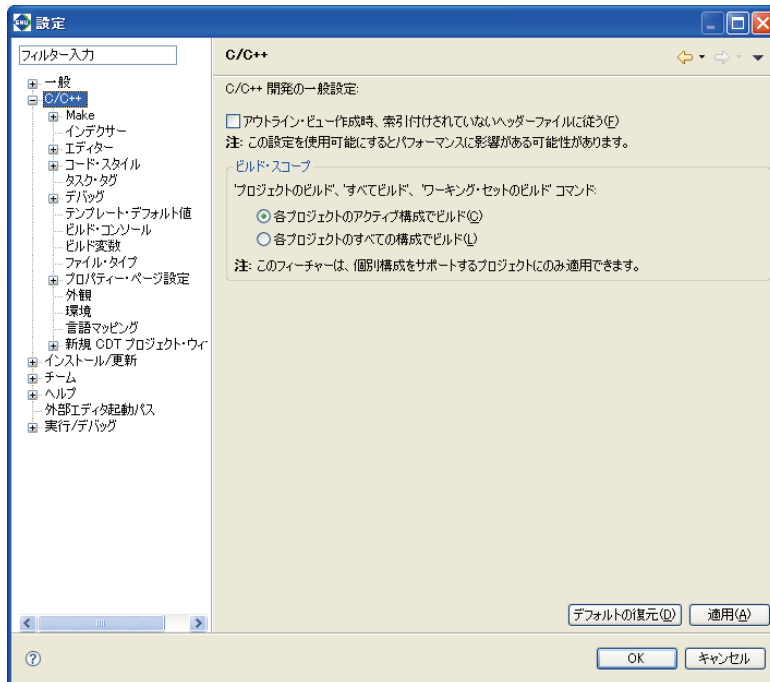 GNU 設定
フィルター入力
一般
C/C++
Make
インデクサー
エディター
コード・スタイル
タスク・タグ
デバッグ
テンプレート・デフォルト値
ビルド・コンソール
ビルド変数
ファイル・タイプ
プロパティー・ページ設定
外観
環境
言語マッピング
新規 CDT プロジェクト・ウィ
インストール/更新
チーム
ヘルプ
外部エディタ起動パス
実行/デバッグ
C/C++
C/C++ 開発の一般設定:
アウトライン・ビュー作成時、索引付けされていないヘッダーファイルに従う(F)
注: この設定を使用可能にするとパフォーマンスに影響がある可能性があります。
ビルド・スコープ
'プロジェクトのビルド'、'すべてビルド'、 'ワーキング・セットのビルド' コマンド:
各プロジェクトのアクティブ構成でビルド(C)
各プロジェクトのすべての構成でビルド(L)
注: このフィーチャーは、個別構成をサポートするプロジェクトにのみ適用できます。
デフォルトの復元(D) 適用(A)
? OK キャンセル